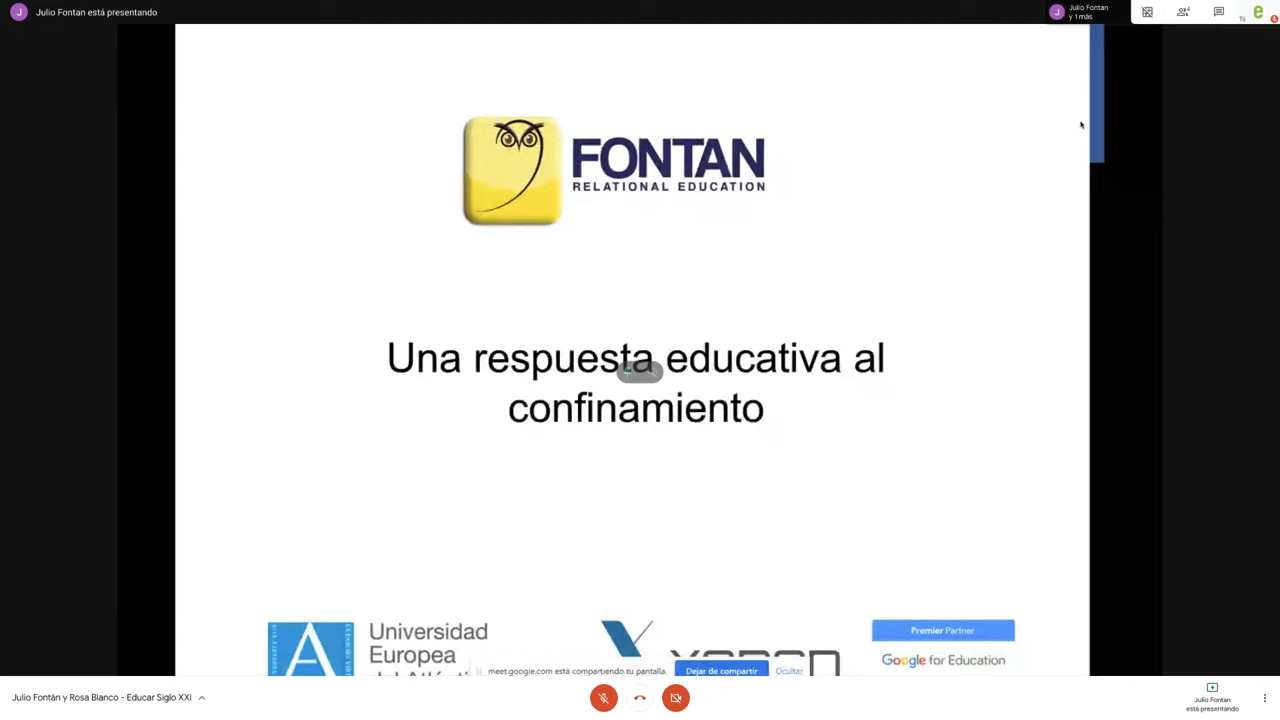 J Julio Fontan está presentando
J Julio Fontan
y 1 más
Tú
FONTAN
RELATIONAL EDUCATION
Una respuesta educativa al
confinamiento
Universidad
Europea
Premier Partner
Google for Education
meet.google.com está compartiendo tu pantalla.
Dejar de compartir
Ocultar
Julio Fontán y Rosa Blanco - Educar Siglo XXI
Julio Fontan
está presentando